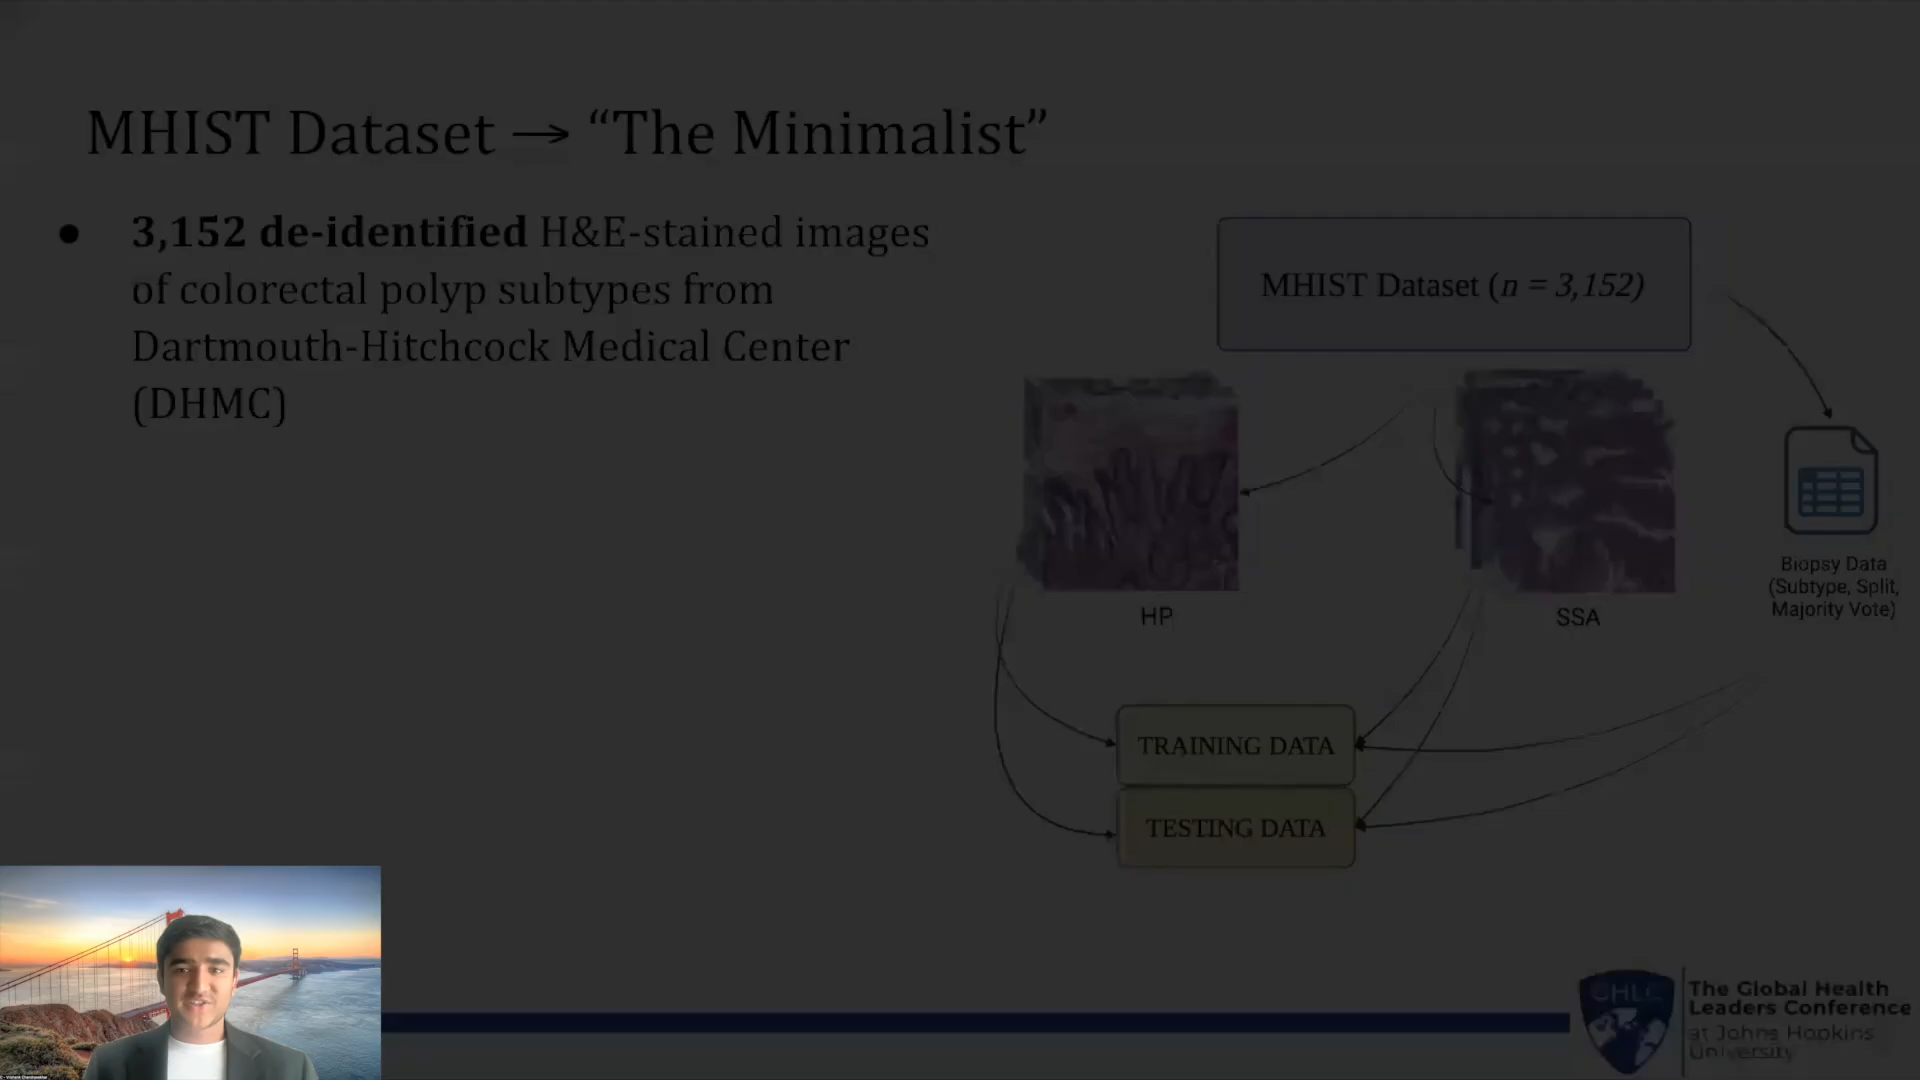 MHIST Dataset → “The Minimalist”
● 3,152 de-identified H&E-stained images
of colorectal polyp subtypes from
Dartmouth-Hitchcock Medical Center
(DHMC)
MHIST Dataset (n = 3,152)
HP
SSA
Biopsy Data
(Subtype, Split,
Majority Vote)
TRAINING DATA
TESTING DATA
GHLC
The Global Health
Leaders Conference
at Johns Hopkins
University